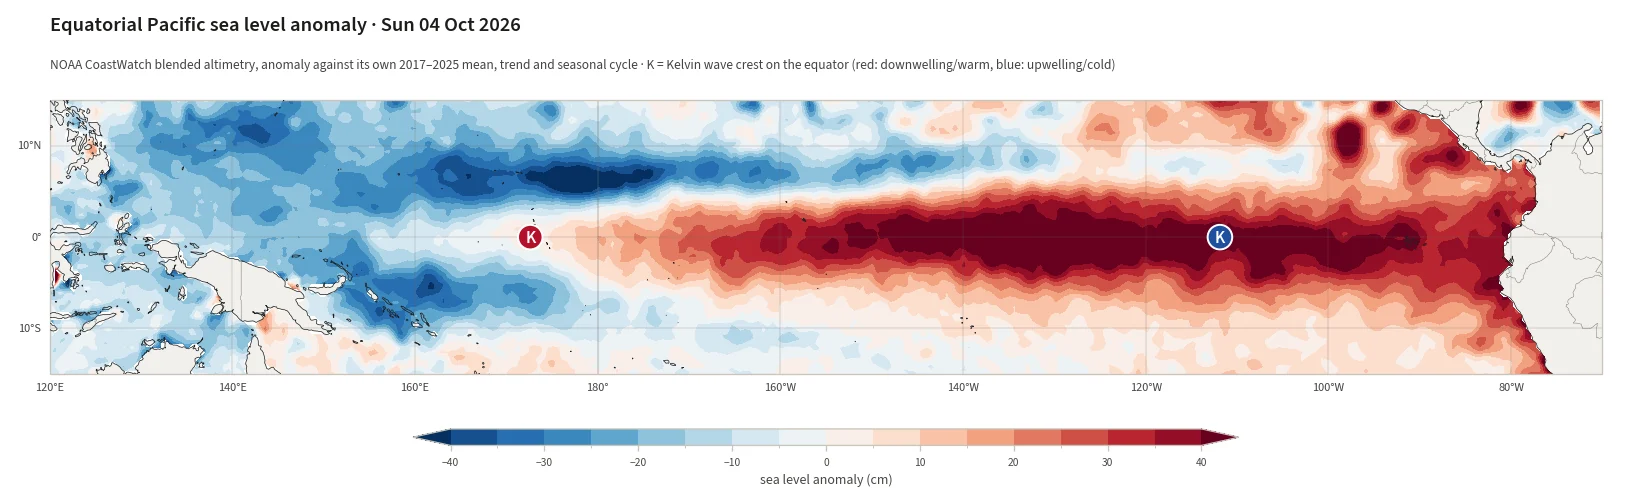 Equatorial Pacific sea level anomaly · Sun 04 Oct 2026
NOAA CoastWatch blended altimetry, anomaly against its own 2017–2025 mean, trend and seasonal cycle · K = Kelvin wave crest on the equator (red: downwelling/warm, blue: upwelling/cold)
10°N
0°
K
K
10°S
120°E 140°E 160°E 180° 160°W 140°W 120°W 100°W 80°W
−40 −30 −20 −10 0 10 20 30 40
sea level anomaly (cm)